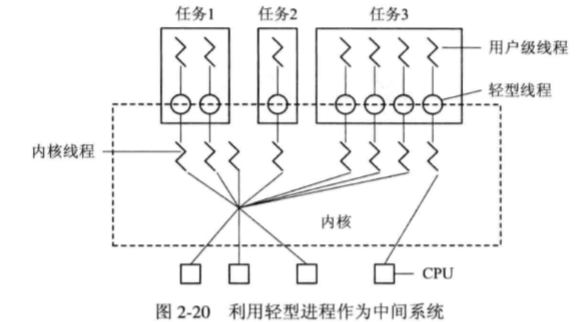 任务1 任务2 任务3
用户级线程
轻型线程
内核线程
内核
CPU
图 2-20 利用轻型进程作为中间系统